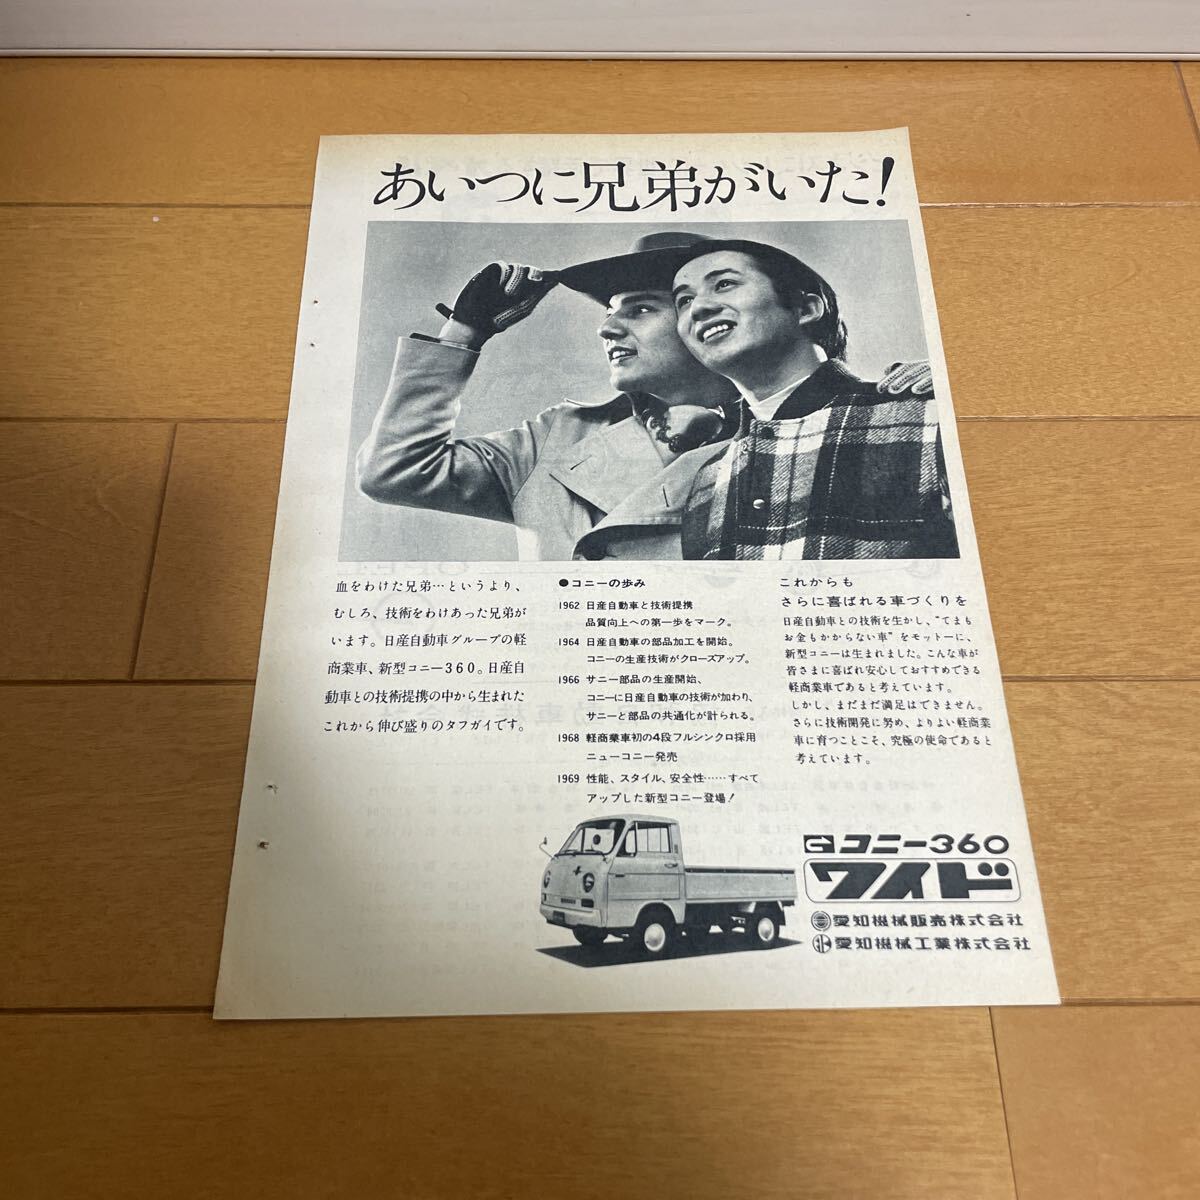 あいつに兄弟がいた!
血をわけた兄弟…というより、
むしろ、技術をわけあった兄弟が
います。日産自動車グループの軽
商業車、新型コニー360。日産自
動車との技術提携の中から生まれた
これから伸び盛りのタフガイです。
●コニーの歩み
1962 日産自動車と技術提携
品質向上への第一歩をマーク。
1964 日産自動車の部品加工を開始。
コニーの生産技術がクローズアップ。
1966 サニー部品の生産開始、
コニーに日産自動車の技術が加わり、
サニーと部品の共通化が計られる。
1968 軽商業車初の4段フルシンクロ採用
ニューコニー発売
1969 性能、スタイル、安全性……すべて
アップした新型コニー登場!
これからも
さらに喜ばれる車づくりを
日産自動車との技術を生かし、“てまも
お金もかからない車”をモットーに、
新型コニーは生まれました。こんな車が
皆さまに喜ばれ安心しておすすめできる
軽商業車であると考えています。
しかし、まだまだ満足はできません。
さらに技術開発に努め、よりよい軽商業
車に育つことこそ、究極の使命であると
考えています。
コニー360
ワイド
愛知機械販売株式会社
愛知機械工業株式会社